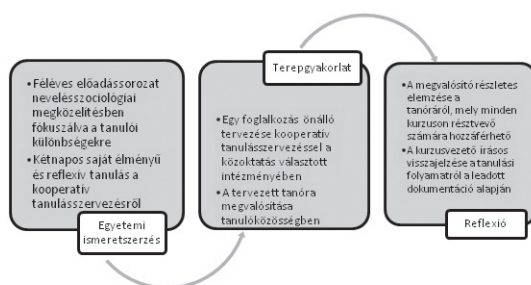 • Féléves előadássorozat
nevelésszociológiai
megközelítésben
fókuszálva a tanulói
különbségekre
• Kétnapos saját élményű
és reflexív tanulás a
kooperatív
tanulásszervezésről
Egyetemi
ismeretszerzés
Terepgyakorlat
• Egy foglalkozás önálló
tervezése kooperatív
tanulásszervezéssel a
közoktatás választott
intézményében
• A tervezett tanóra
megvalósítása
tanulóközösségben
• A megvalósító részletes
elemzése a
tanóráról, mely minden
kurzuson résztvevő
számára hozzáférhető
• A kurzusvezető írásos
visszajelzése a tanulási
folyamatról a leadott
dokumentáció alapján
Reflexió